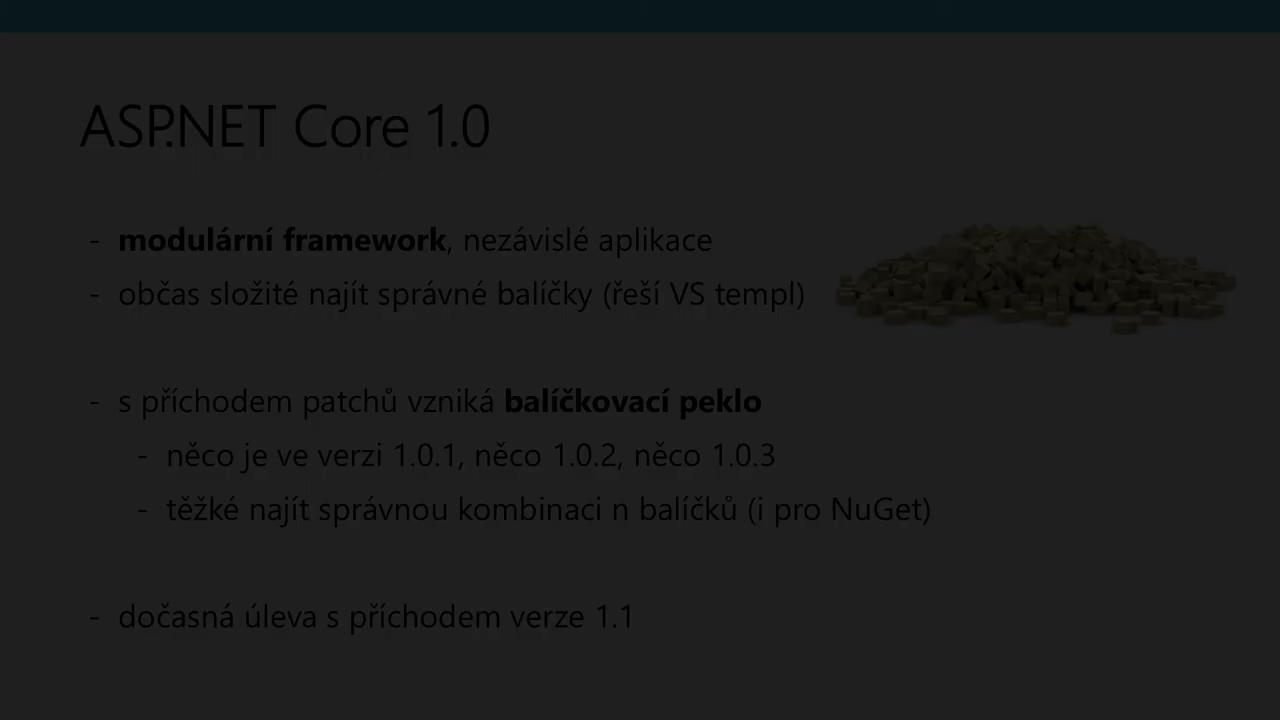 ASP.NET Core 1.0
- modulární framework, nezávislé aplikace
- občas složité najít správné balíčky (řeší VS templ)
- s příchodem patchů vzniká balíčkovací peklo
- něco je ve verzi 1.0.1, něco 1.0.2, něco 1.0.3
- těžké najít správnou kombinaci n balíčků (i pro NuGet)
- dočasná úleva s příchodem verze 1.1